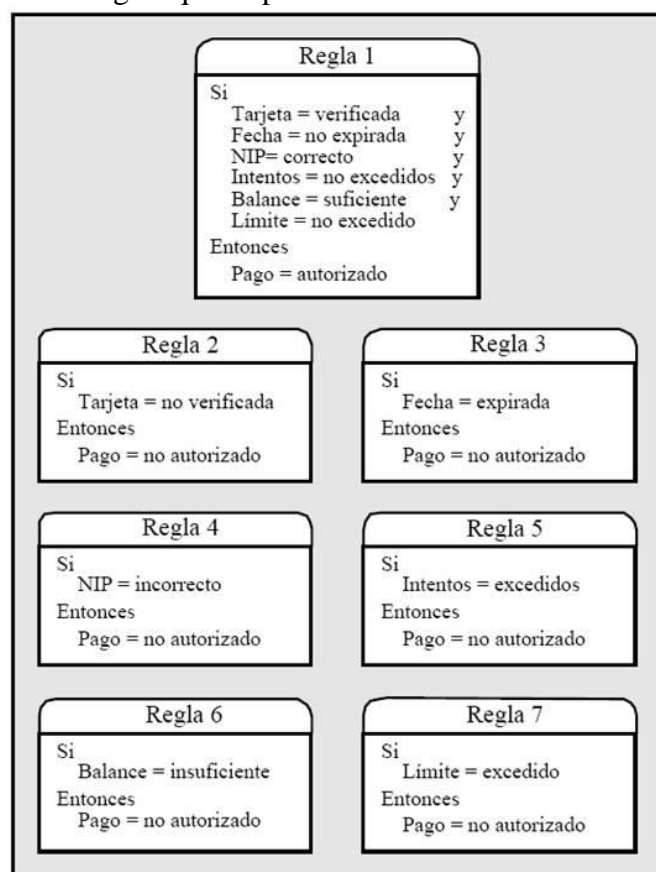 Regla 1
Si
Tarjeta = verificada y
Fecha = no expirada y
NIP= correcto y
Intentos = no excedidos y
Balance = suficiente y
Límite = no excedido
Entonces
Pago = autorizado
Regla 2
Si
Tarjeta = no verificada
Entonces
Pago = no autorizado
Regla 3
Si
Fecha = expirada
Entonces
Pago = no autorizado
Regla 4
Si
NIP = incorrecto
Entonces
Pago = no autorizado
Regla 5
Si
Intentos = excedidos
Entonces
Pago = no autorizado
Regla 6
Si
Balance = insuficiente
Entonces
Pago = no autorizado
Regla 7
Si
Límite = excedido
Entonces
Pago = no autorizado